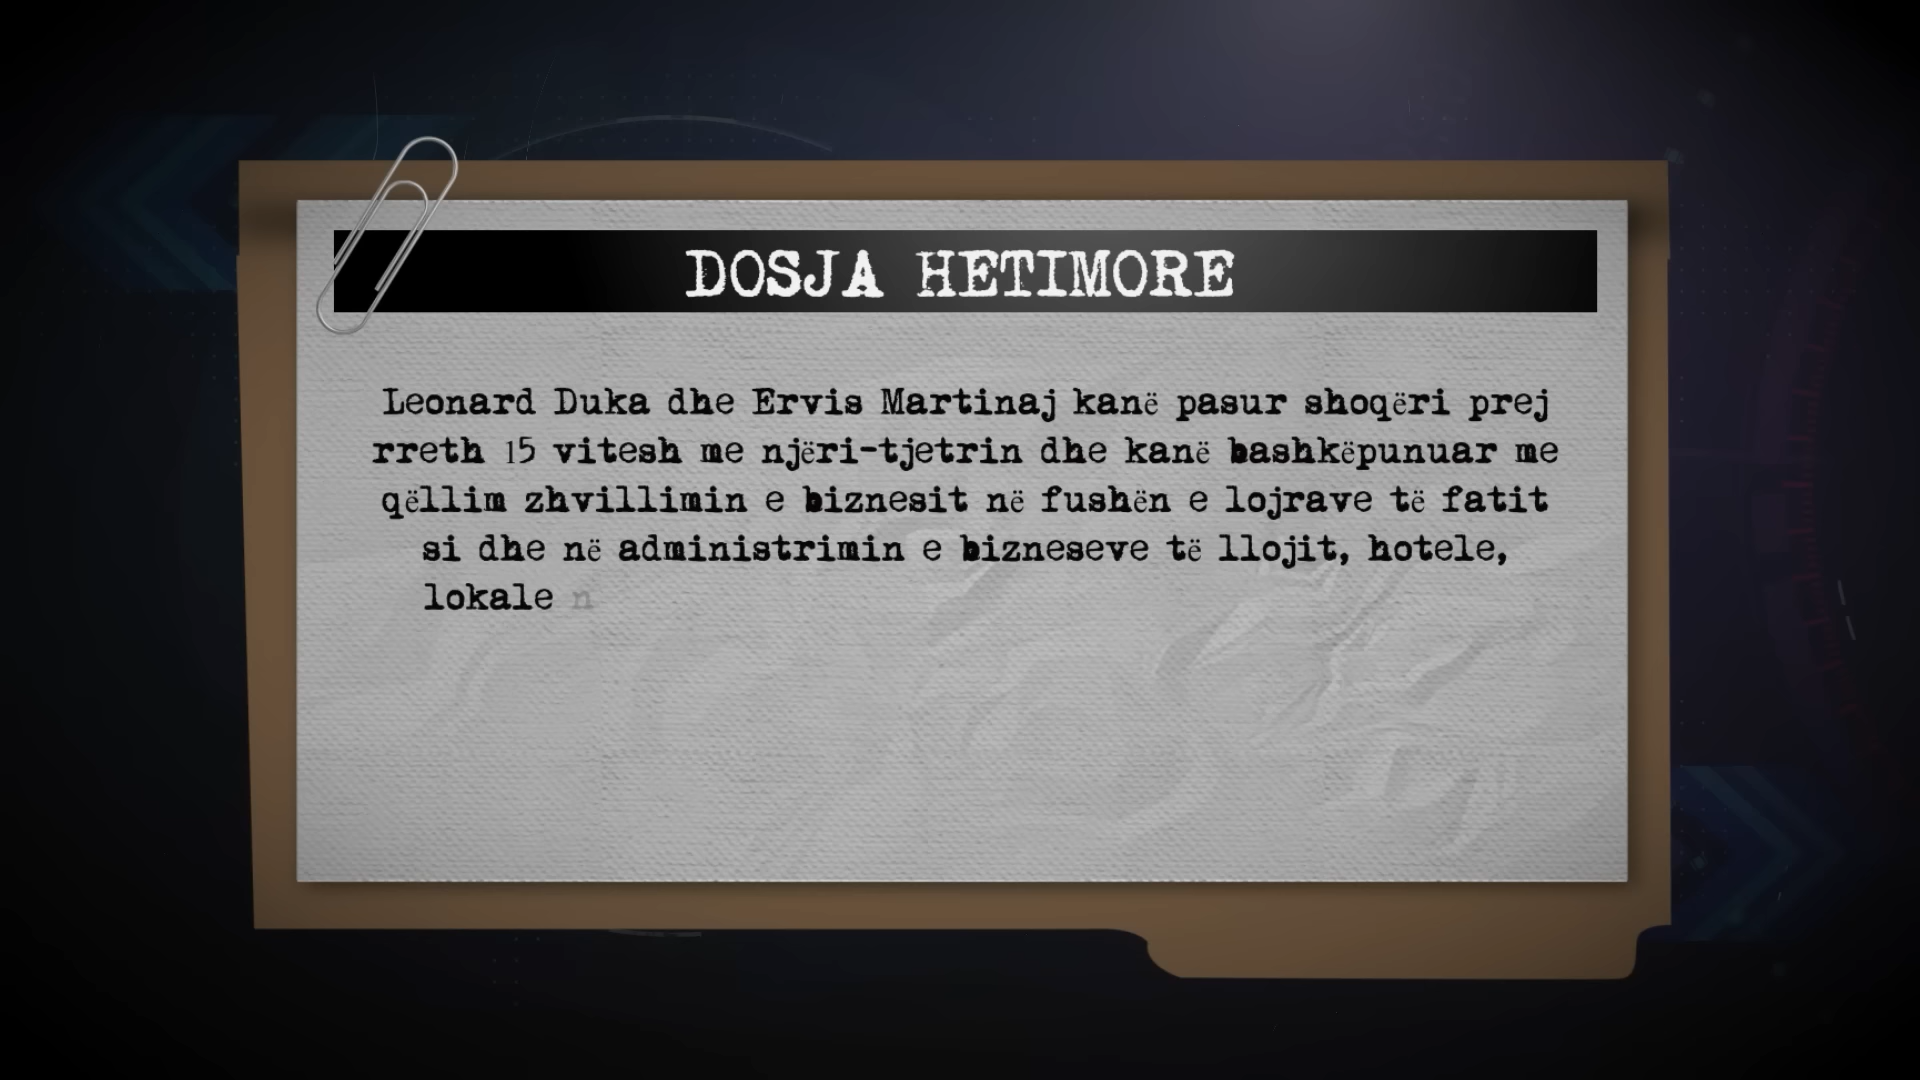 DOSJA HETIMORE
Leonard Duka dhe Ervis Martinaj kanë pasur shoqëri prej
rreth 15 vitesh me njëri-tjetrin dhe kanë bashkëpunuar me
qëllim zhvillimin e biznesit në fushën e lojrave të fatit
si dhe në administrimin e bizneseve të llojit, hotele,
lokale n